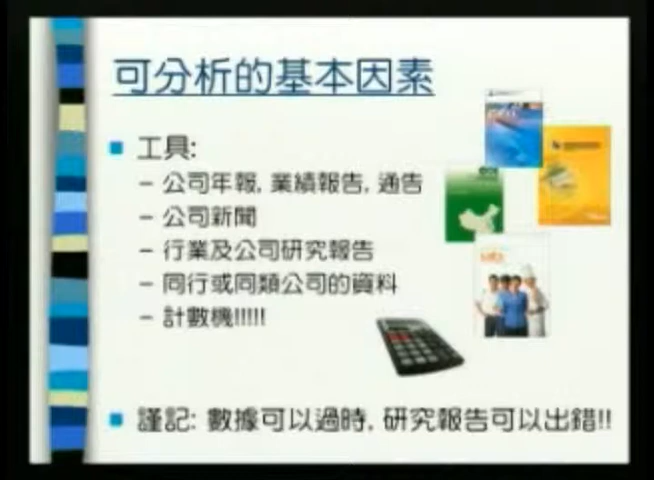 可分析的基本因素
工具:
– 公司年報, 業績報告, 通告
– 公司新聞
– 行業及公司研究報告
– 同行或同類公司的資料
– 計數機!!!!!
謹記: 數據可以過時, 研究報告可以出錯!!